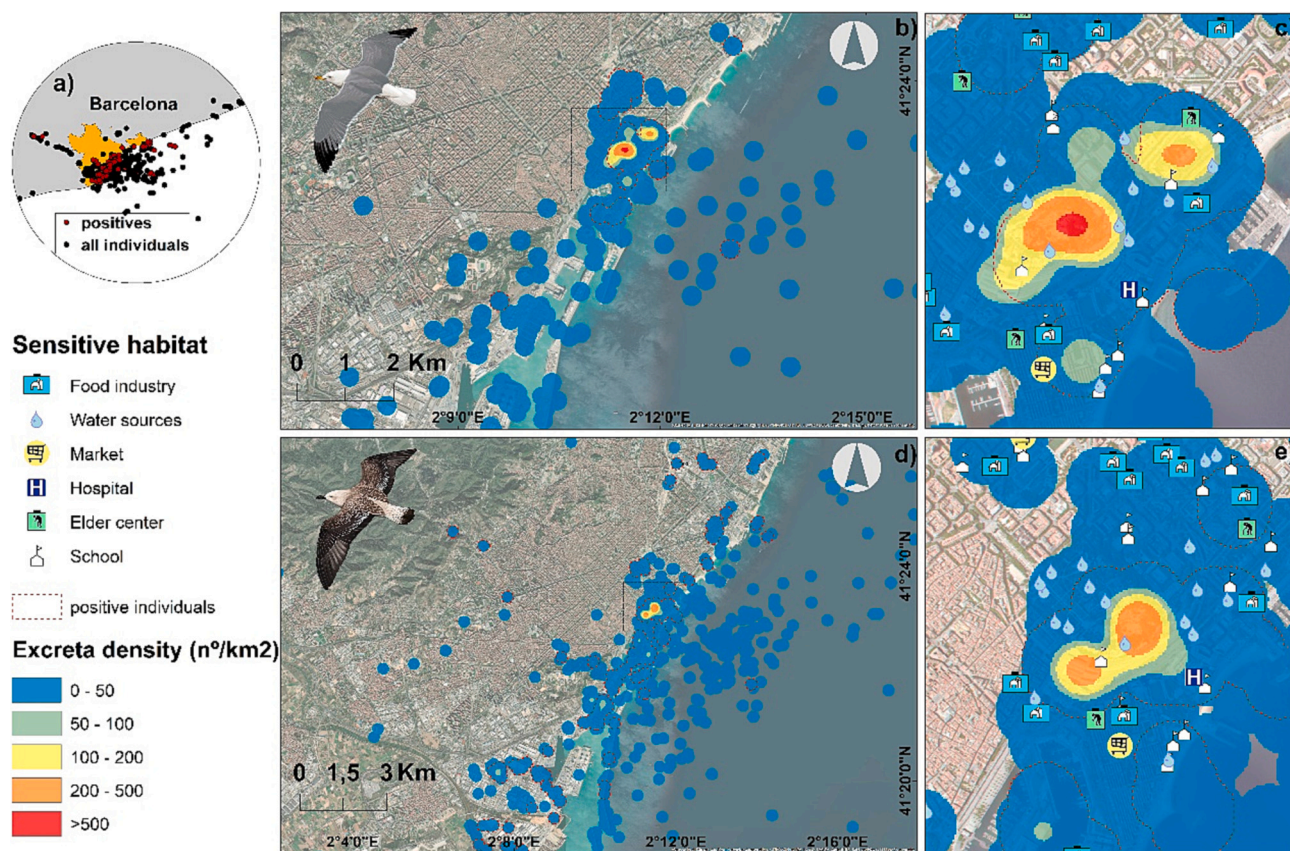 a)
Barcelona
positives
all individuals
Sensitive habitat
Food industry
Water sources
Market
Hospital
Elder center
School
positive individuals
Excreta density (nº/km2)
0 - 50
50 - 100
100 - 200
200 - 500
>500
b)
41°24'0"N
0 1 2 Km
2°9'0"E 2°12'0"E 2°15'0"E
c)
H
d)
41°24'0"N
41°20'0"N
0 1,5 3 Km
2°4'0"E 2°8'0"E 2°12'0"E 2°16'0"E
e)
H